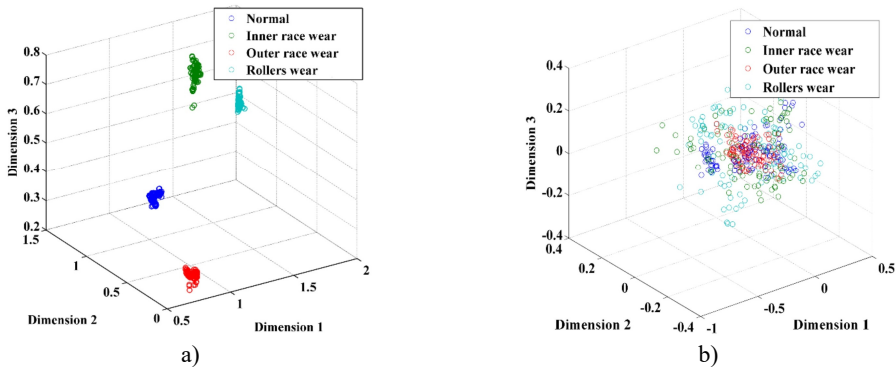 Normal
Inner race wear
Outer race wear
Rollers wear
0.8
0.7
0.6
0.5
0.4
0.3
0.2
Dimension 3
1.5
1
0.5
0
Dimension 2
0.5
1
1.5
2
Dimension 1
a)
Normal
Inner race wear
Outer race wear
Rollers wear
0.4
0.2
0
-0.2
-0.4
Dimension 3
0.4
0.2
0
-0.2
-0.4
Dimension 2
-1
-0.5
0
0.5
Dimension 1
b)